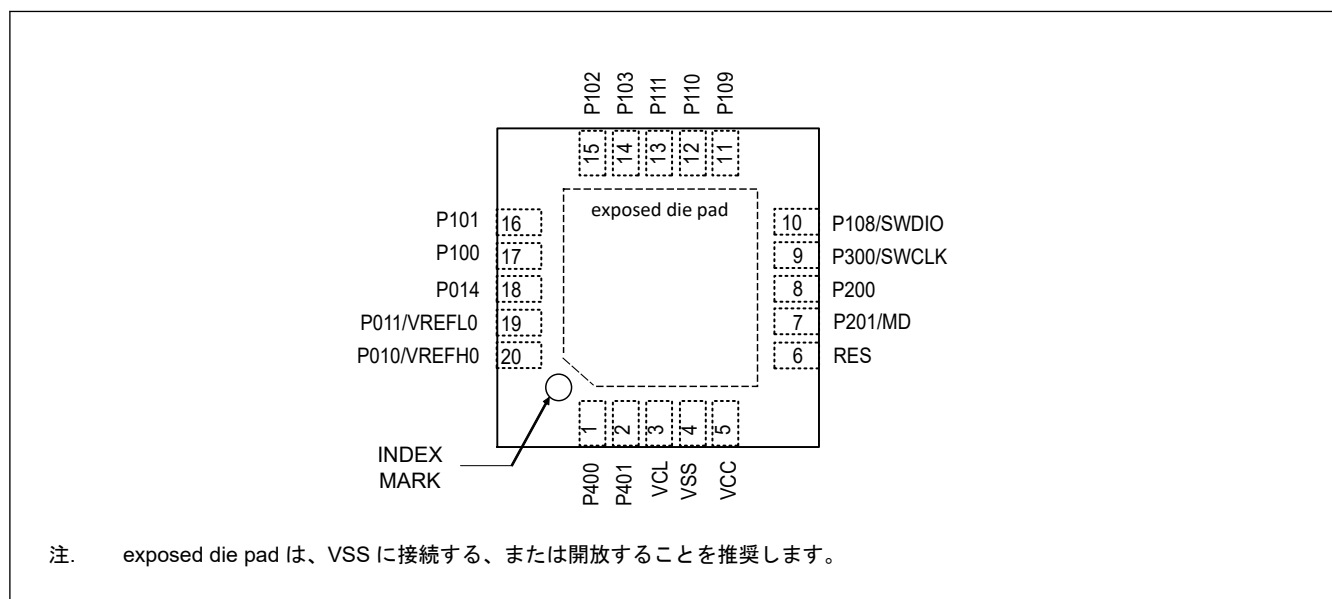 P102
P103
P111
P110
P109
15
14
13
12
11
exposed die pad
P101 16
P100 17
P014 18
P011/VREFL0 19
P010/VREFH0 20
10 P108/SWDIO
9 P300/SWCLK
8 P200
7 P201/MD
6 RES
1
2
3
4
5
P400
P401
VCL
VSS
VCC
INDEX
MARK
注. exposed die pad は、VSS に接続する、または開放することを推奨します。